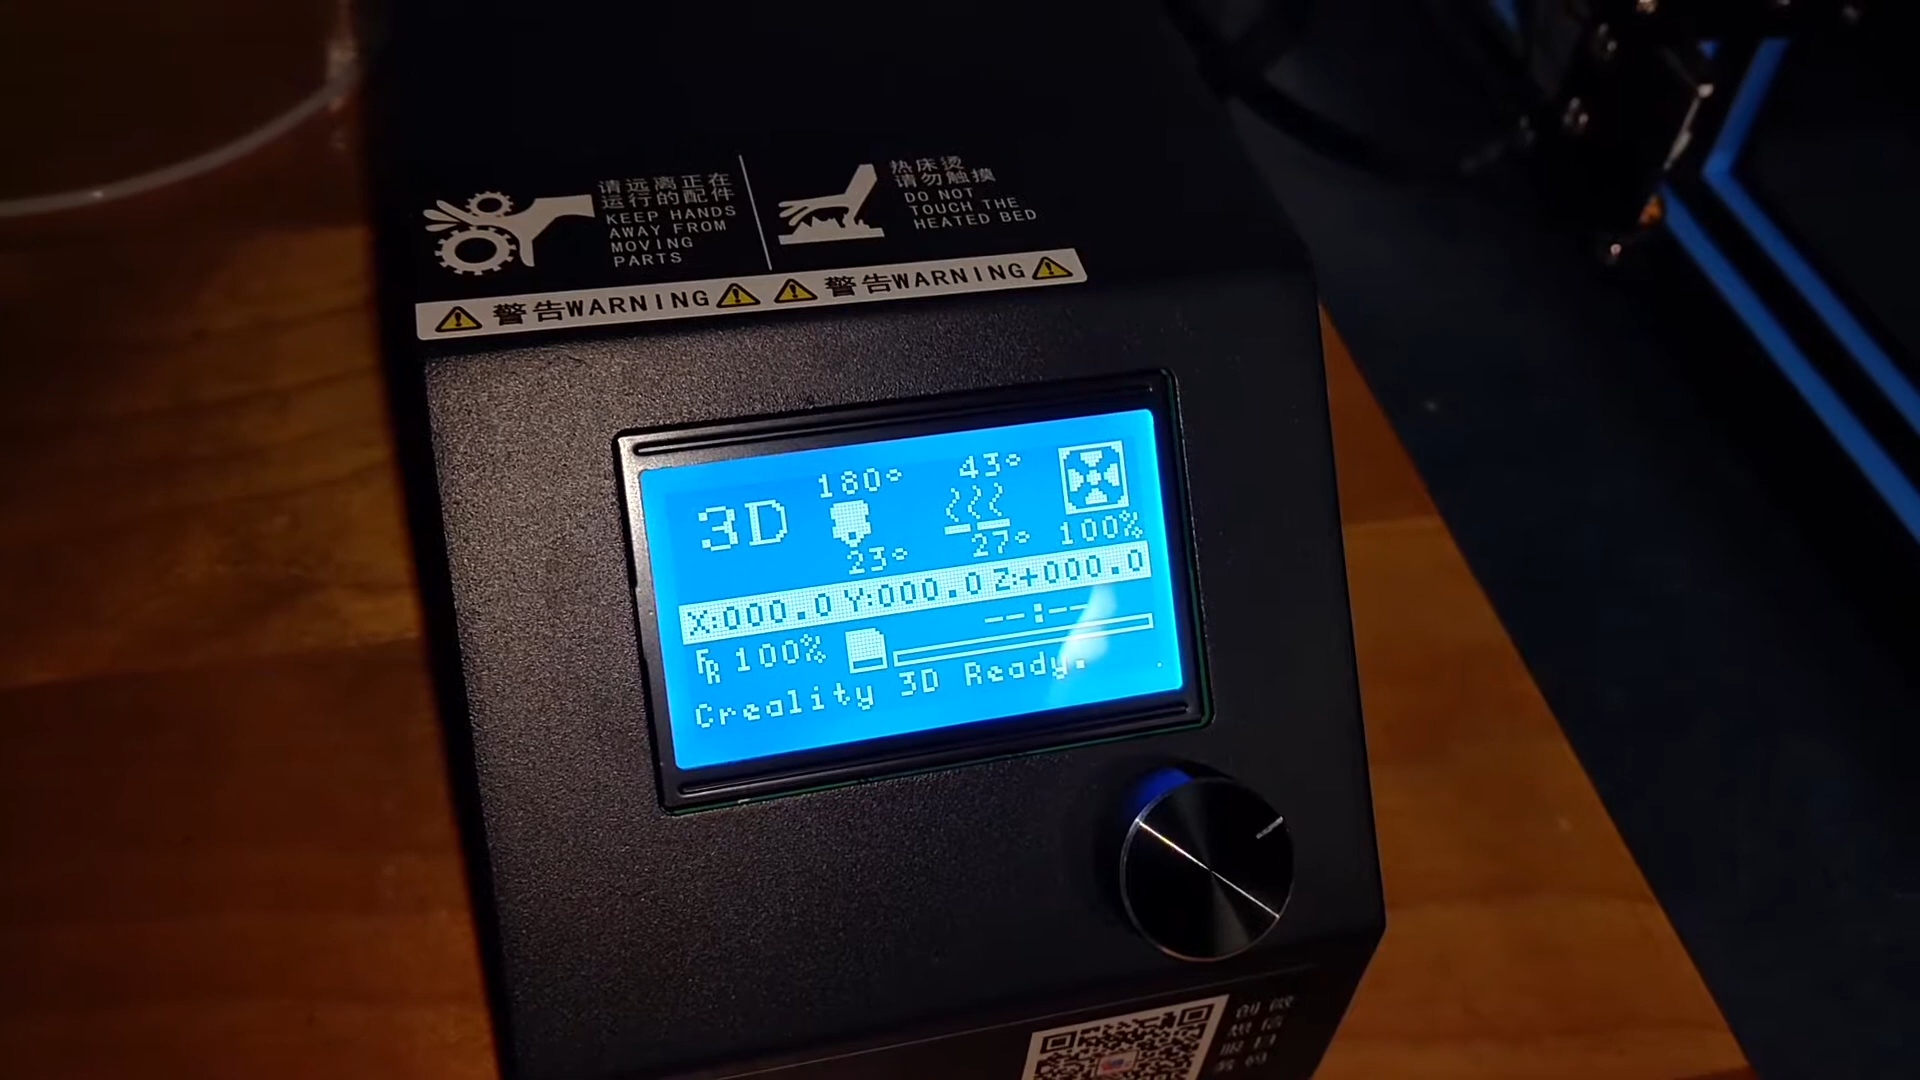 请远离正在
运行的配件
KEEP HANDS
AWAY FROM
MOVING
PARTS
热床烫
请勿触摸
DO NOT
TOUCH THE
HEATED BED
警告WARNING
警告WARNING
3D
180°
43°
23°
27°
100%
X:000.0 Y:000.0 Z:+000.0
FR 100%
--:--
Creality 3D Ready.